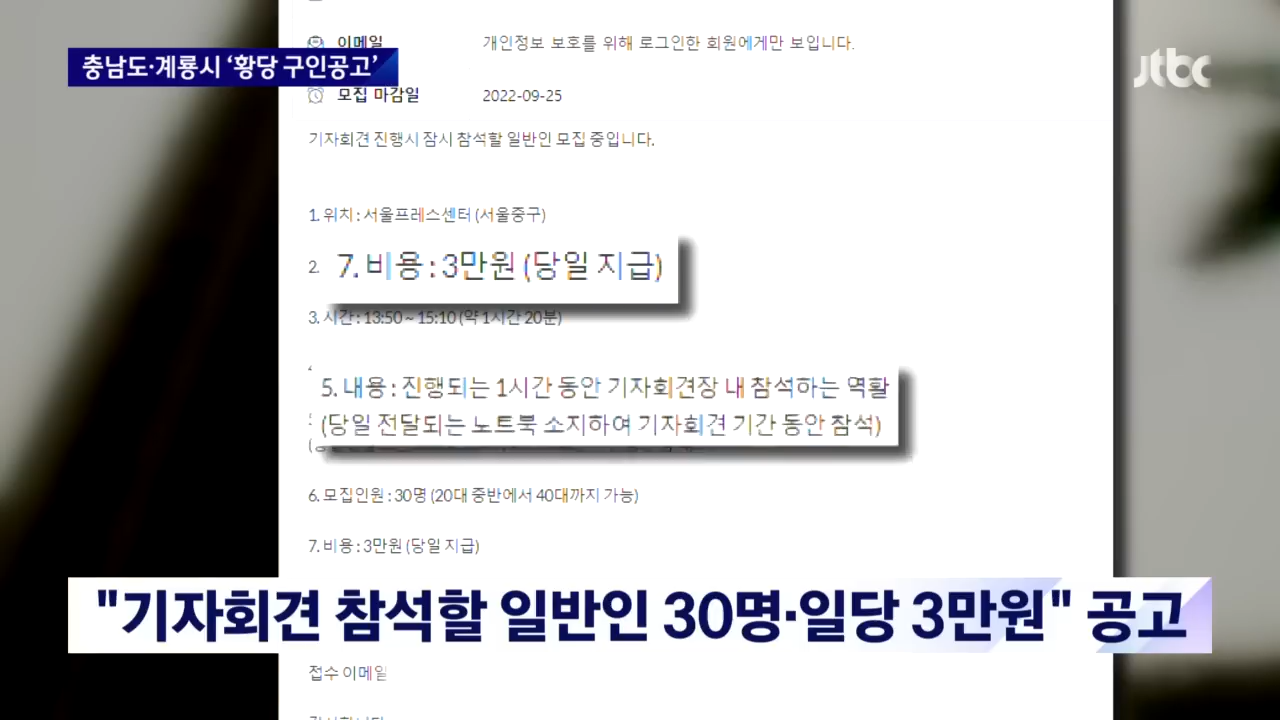 이메일 개인정보 보호를 위해 로그인한 회원에게만 보입니다.
충남도·계룡시 ‘황당 구인공고’
jtbc
모집 마감일 2022-09-25
기자회견 진행시 잠시 참석할 일반인 모집 중입니다.
1. 위치 : 서울프레스센터 (서울중구)
2.
7. 비용 : 3만원 (당일 지급)
3. 시간 : 13:50 ~ 15:10 (약 1시간 20분)
5. 내용 : 진행되는 1시간 동안 기자회견장 내 참석하는 역활
(당일 전달되는 노트북 소지하여 기자회견 기간 동안 참석)
6. 모집인원 : 30명 (20대 중반에서 40대까지 가능)
7. 비용 : 3만원 (당일 지급)
"기자회견 참석할 일반인 30명·일당 3만원" 공고
접수 이메일